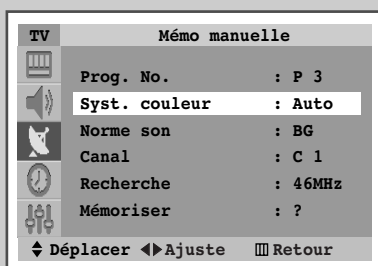 TV Mémo manuelle
Prog. No. : P 3
Syst. couleur : Auto
Norme son : BG
Canal : C 1
Recherche : 46MHz
Mémoriser : ?
Déplacer Ajuste Retour